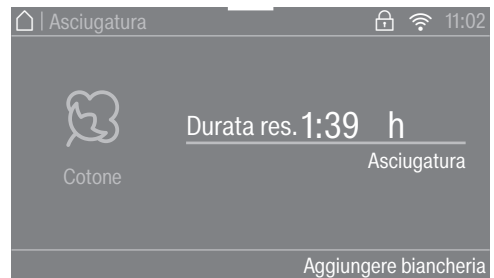 | Asciugatura 11:02
Durata res. 1:39 h
Asciugatura
Cotone
Aggiungere biancheria